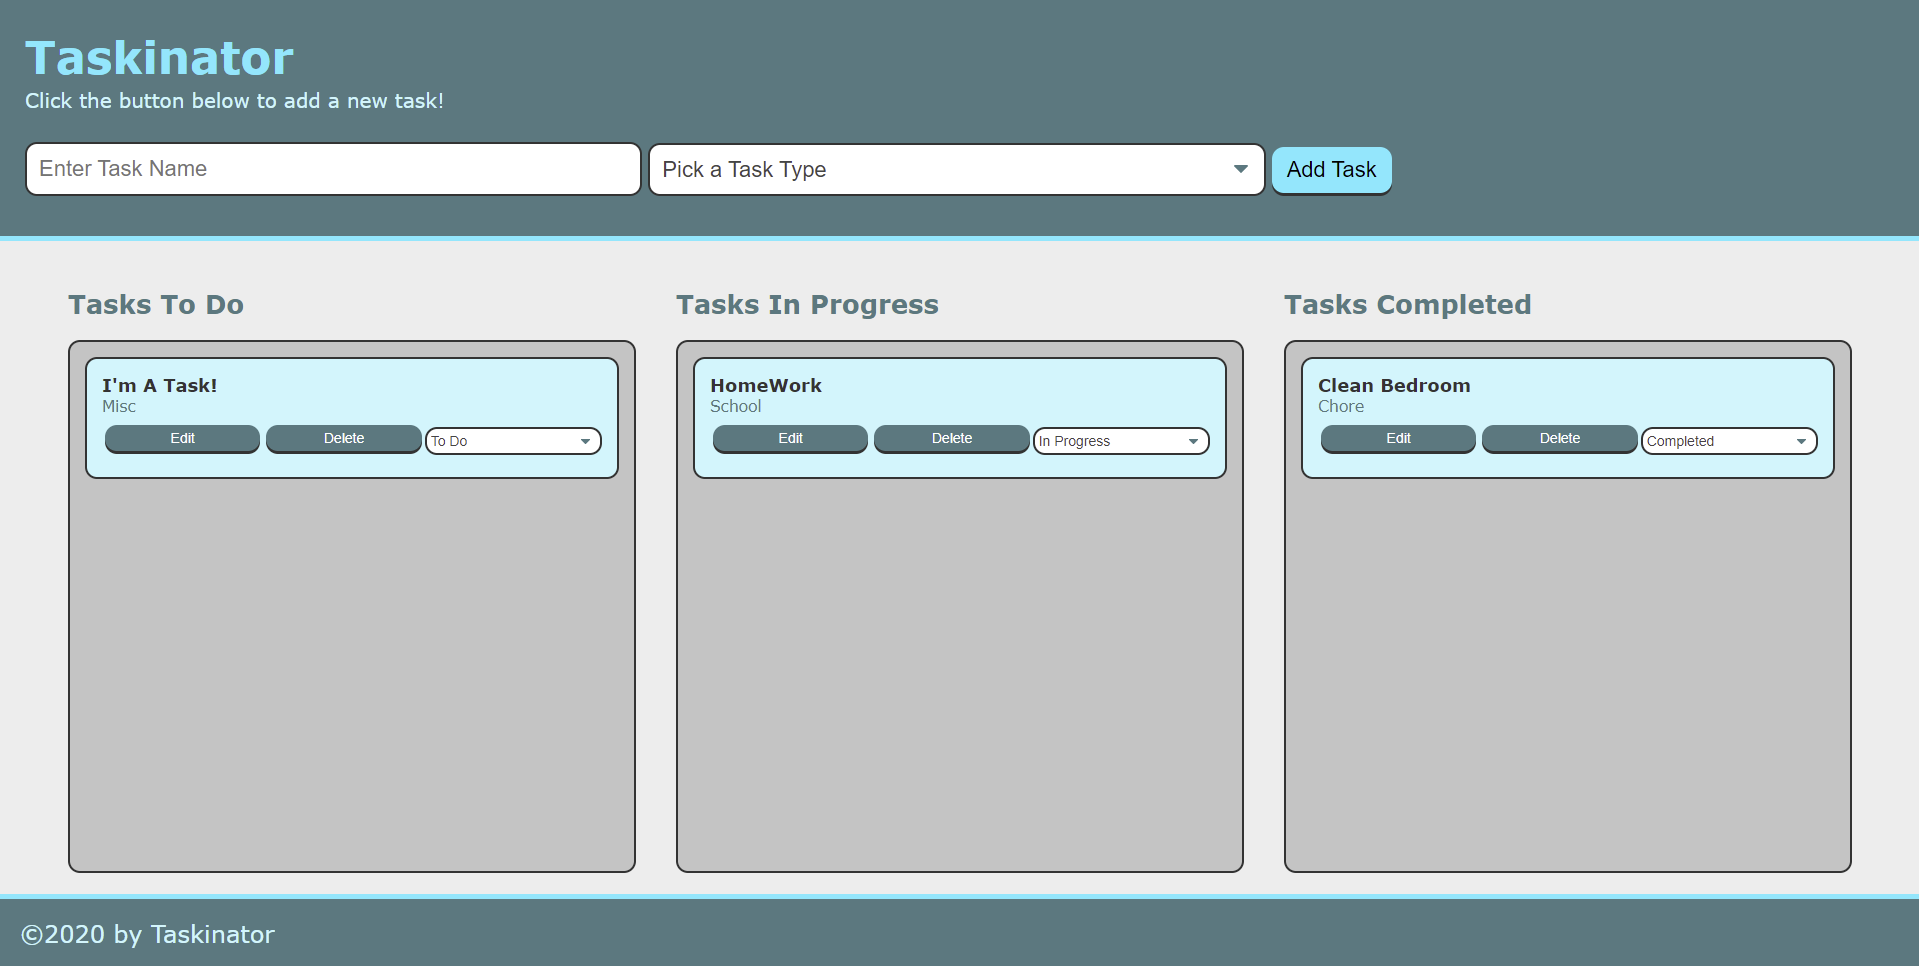 Taskinator
Click the button below to add a new task!
Enter Task Name
Pick a Task Type
Add Task
Tasks To Do
I'm A Task!
Misc
Edit
Delete
To Do
Tasks In Progress
HomeWork
School
Edit
Delete
In Progress
Tasks Completed
Clean Bedroom
Chore
Edit
Delete
Completed
©2020 by Taskinator